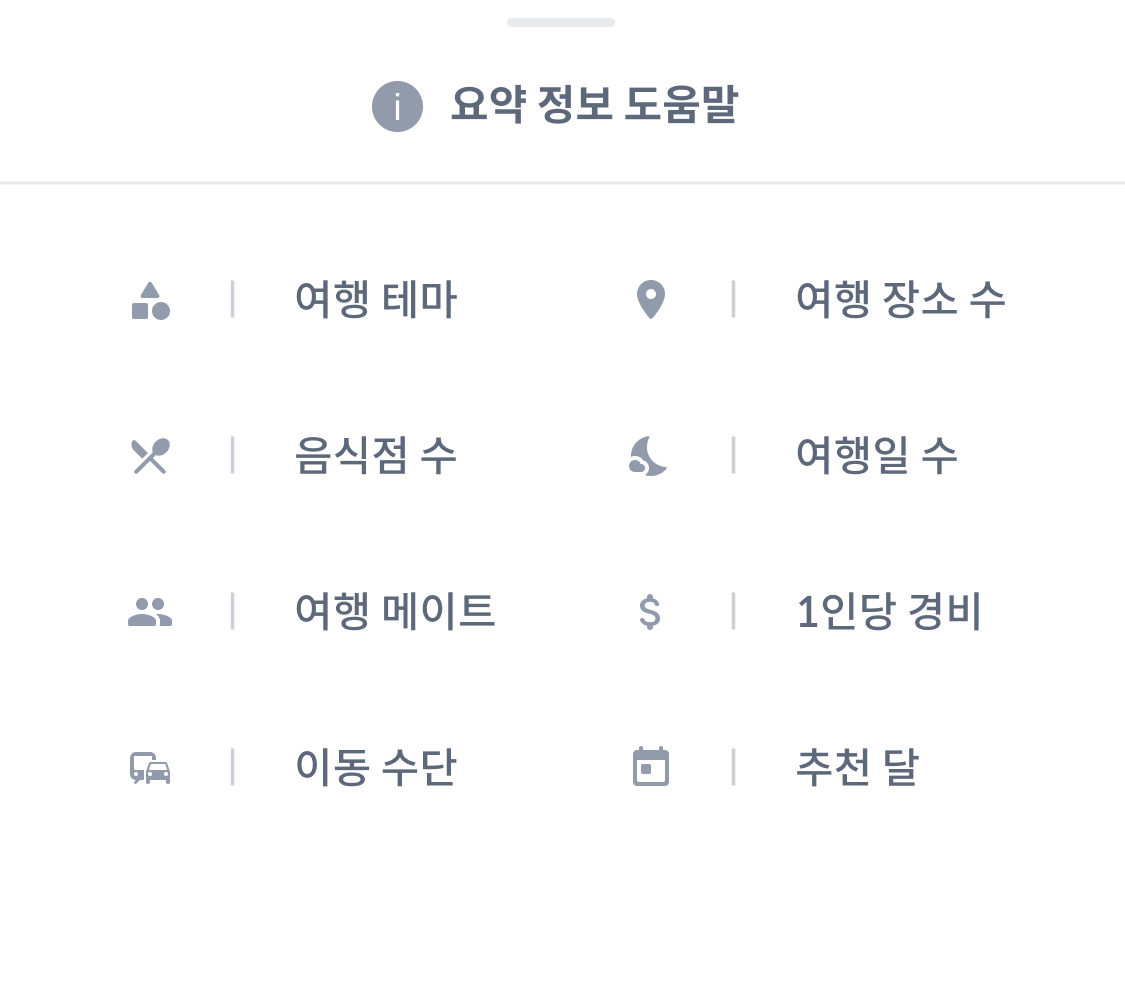 요약 정보 도움말
여행 테마
여행 장소 수
음식점 수
여행일 수
여행 메이트
1인당 경비
이동 수단
추천 달